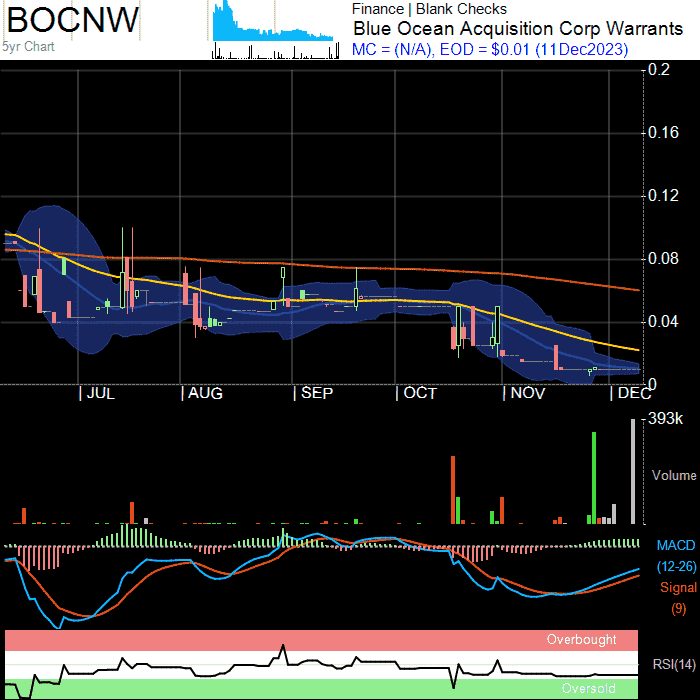 BOCNW
5yr Chart
Finance | Blank Checks
Blue Ocean Acquisition Corp Warrants
MC = (N/A), EOD = $0.01 (11Dec2023)
0.2
0.16
0.12
0.08
0.04
0
JUL AUG SEP OCT NOV DEC
393k
Volume
MACD
(12-26)
Signal
(9)
Overbought
RSI(14)
Oversold